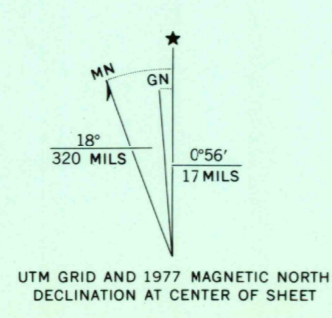 ★
MN
GN
18°
320 MILS
0°56′
17 MILS
UTM GRID AND 1977 MAGNETIC NORTH
DECLINATION AT CENTER OF SHEET